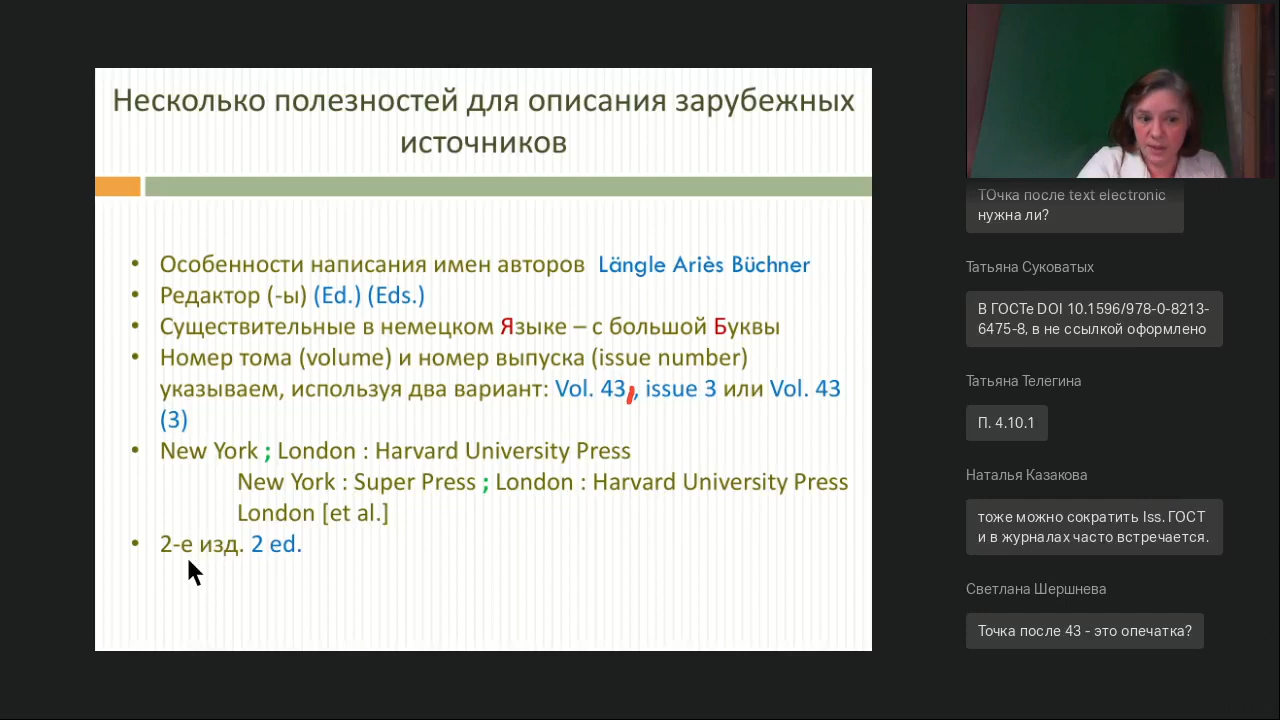 Несколько полезностей для описания зарубежных
источников
• Особенности написания имен авторов Längle Ariès Büchner
• Редактор (-ы) (Ed.) (Eds.)
• Существительные в немецком Языке – с большой Буквы
• Номер тома (volume) и номер выпуска (issue number)
указываем, используя два вариант: Vol. 43, issue 3 или Vol. 43
(3)
• New York ; London : Harvard University Press
New York : Super Press ; London : Harvard University Press
London [et al.]
• 2-е изд. 2 ed.
ТОчка после text electronic
нужна ли?
Татьяна Суковатых
В ГОСТе DOI 10.1596/978-0-8213-
6475-8, в не ссылкой оформлено
Татьяна Телегина
П. 4.10.1
Наталья Казакова
тоже можно сократить Iss. ГОСТ
и в журналах часто встречается.
Светлана Шершнева
Точка после 43 - это опечатка?